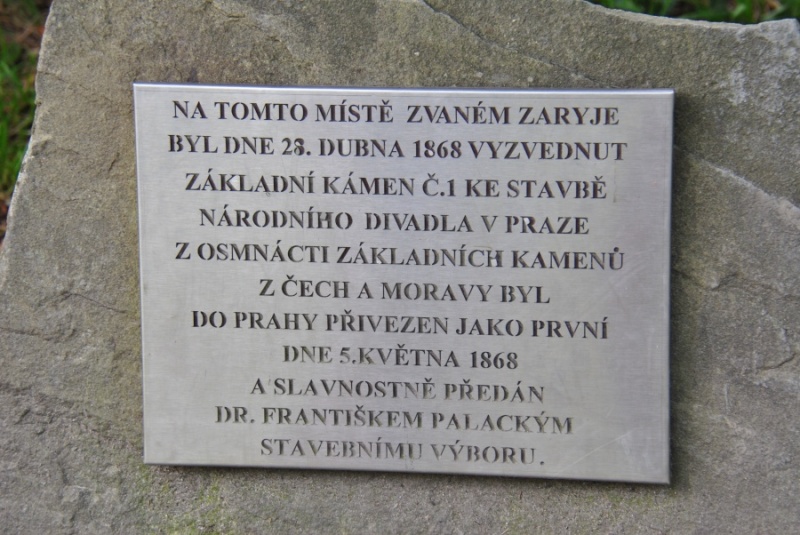 NA TOMTO MÍSTĚ ZVANÉM ZARYJE
BYL DNE 28. DUBNA 1868 VYZVEDNUT
ZÁKLADNÍ KÁMEN Č.1 KE STAVBĚ
NÁRODNÍHO DIVADLA V PRAZE
Z OSMNÁCTI ZÁKLADNÍCH KAMENŮ
Z ČECH A MORAVY BYL
DO PRAHY PŘIVEZEN JAKO PRVNÍ
DNE 5.KVĚTNA 1868
A SLAVNOSTNĚ PŘEDÁN
DR. FRANTIŠKEM PALACKÝM
STAVEBNÍMU VÝBORU.